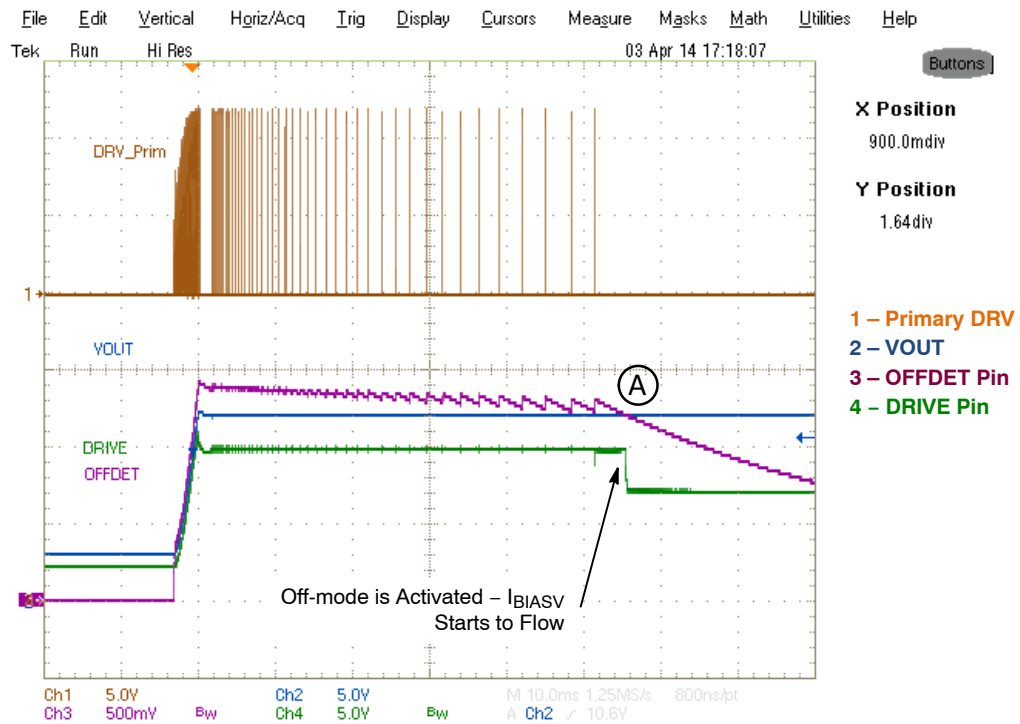 File Edit Vertical Horiz/Acq Trig Display Cursors Measure Masks Math Utilities Help
Tek Run Hi Res 03 Apr 14 17:18:07
Buttons
X Position
900.0mdiv
Y Position
1.64div
DRV_Prim
1
VOUT
1 – Primary DRV
2 – VOUT
3 – OFFDET Pin
4 – DRIVE Pin
A
DRIVE
OFFDET
Off-mode is Activated – IBIASV
Starts to Flow
Ch1 5.0V Ch2 5.0V M 10.0ms 1.25MS/s 800ns/pt
Ch3 500mV BW Ch4 5.0V BW A Ch2 ∕ 10.6V